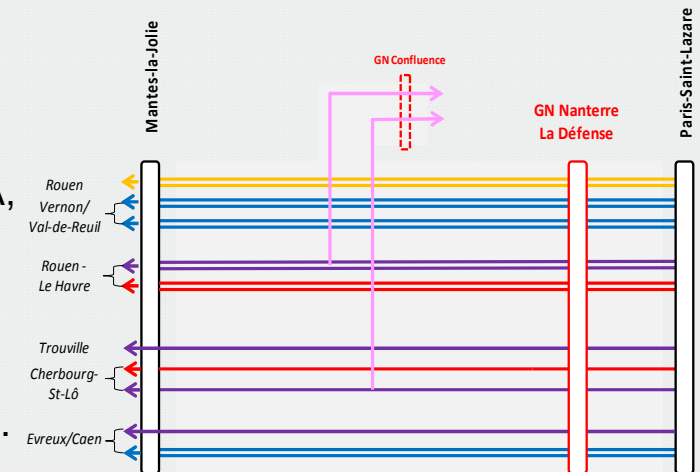 Mantes-la-Jolie
GN Confluence
GN Nanterre
La Défense
Paris-Saint-Lazare
A,
Rouen
Vernon/
Val-de-Reuil
Rouen -
Le Havre
Trouville
Cherbourg-
St-Lô
.
Evreux/Caen